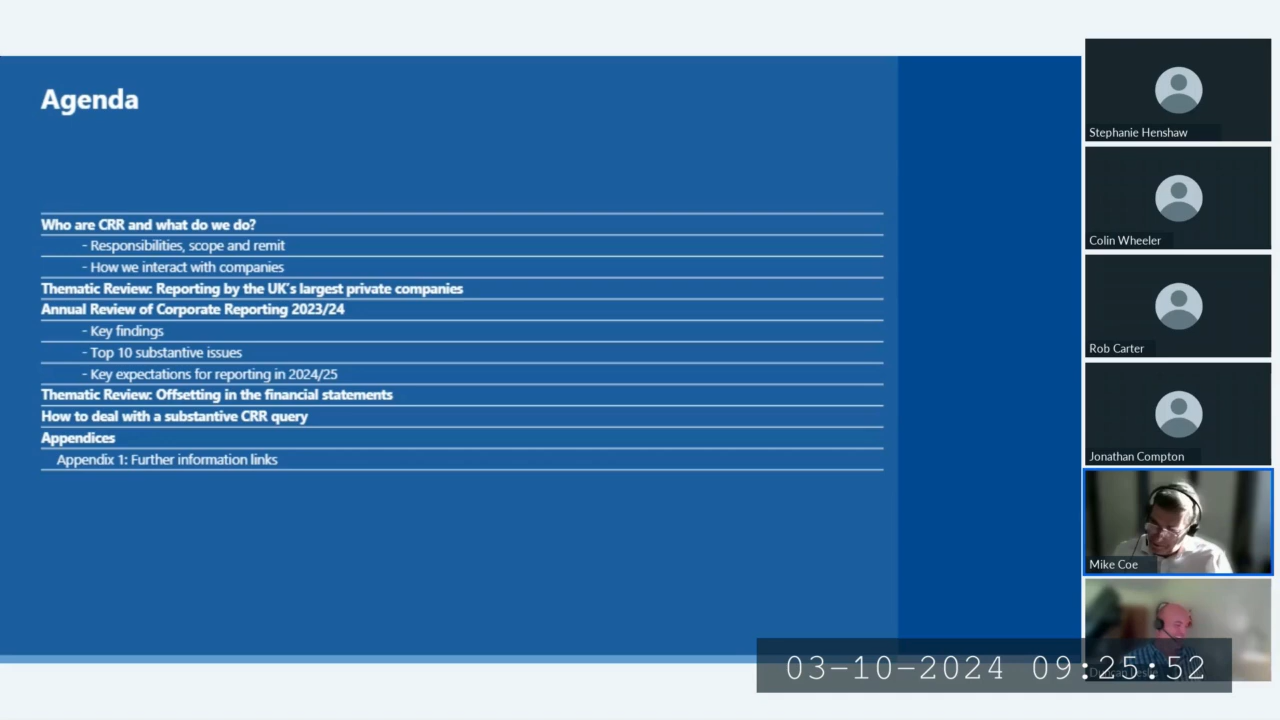 Agenda
Who are CRR and what do we do?
- Responsibilities, scope and remit
- How we interact with companies
Thematic Review: Reporting by the UK's largest private companies
Annual Review of Corporate Reporting 2023/24
- Key findings
- Top 10 substantive issues
- Key expectations for reporting in 2024/25
Thematic Review: Offsetting in the financial statements
How to deal with a substantive CRR query
Appendices
Appendix 1: Further information links
Stephanie Henshaw
Colin Wheeler
Rob Carter
Jonathan Compton
Mike Coe
03-10-2024 09:25:52